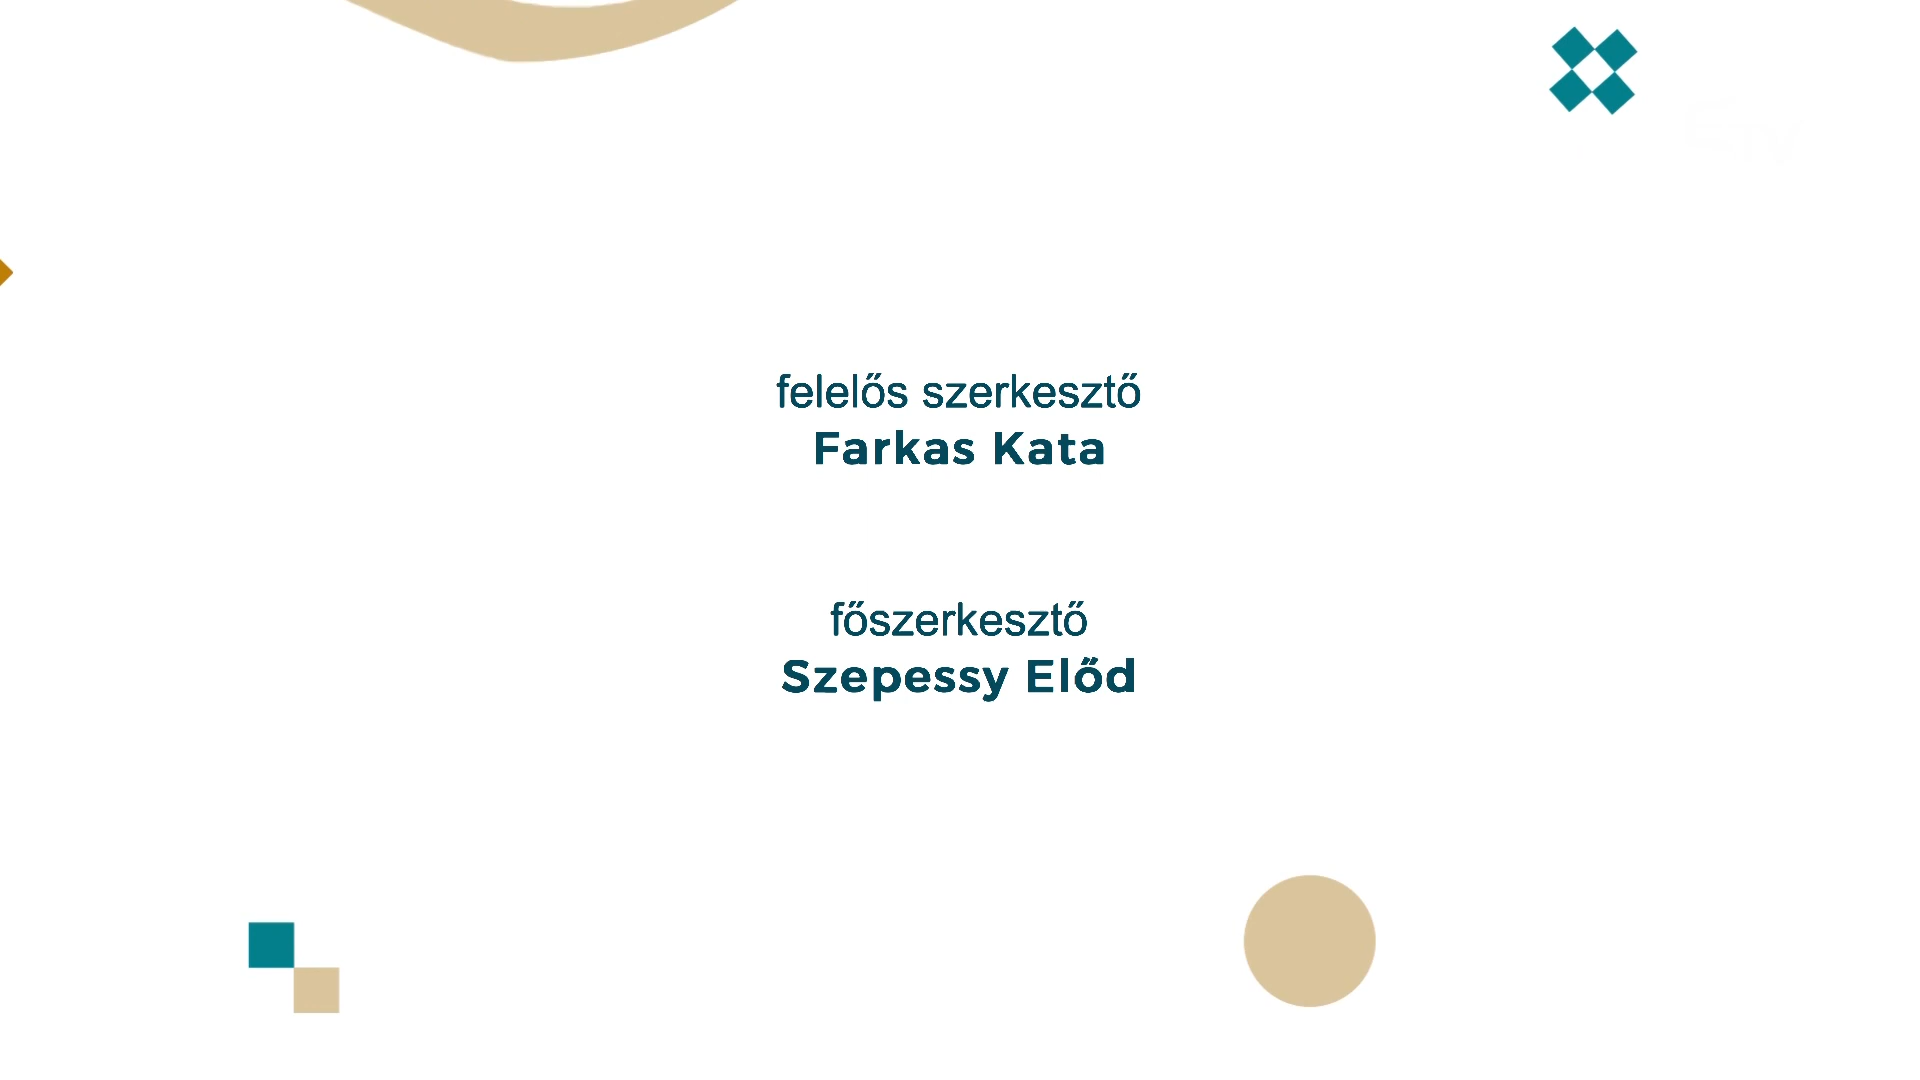 felelős szerkesztő
Farkas Kata
főszerkesztő
Szepessy Előd